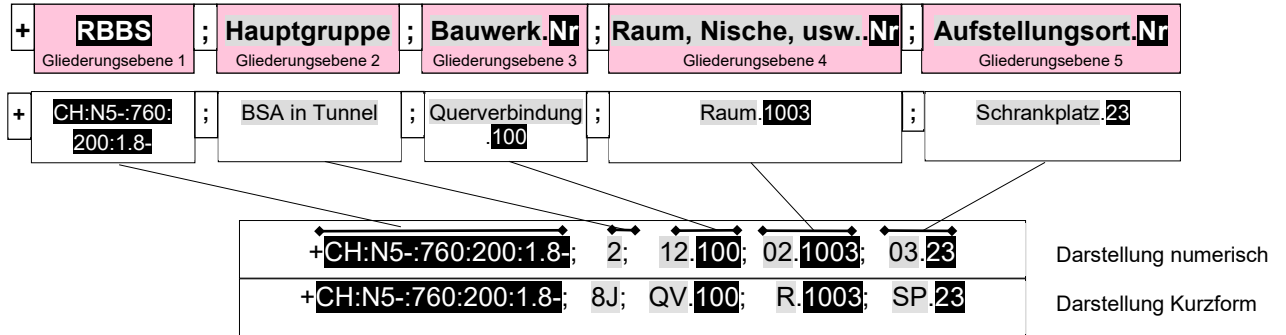 + RBBS ; Hauptgruppe ; Bauwerk.Nr ; Raum, Nische, usw..Nr ; Aufstellungsort.Nr
Gliederungsebene 1 Gliederungsebene 2 Gliederungsebene 3 Gliederungsebene 4 Gliederungsebene 5
+ CH:N5-:760: ; BSA in Tunnel ; Querverbindung ; Raum.1003 ; Schrankplatz.23
200:1.8- .100
+CH:N5-:760:200:1.8-; 2; 12.100; 02.1003; 03.23 Darstellung numerisch
+CH:N5-:760:200:1.8-; 8J; QV.100; R.1003; SP.23 Darstellung Kurzform